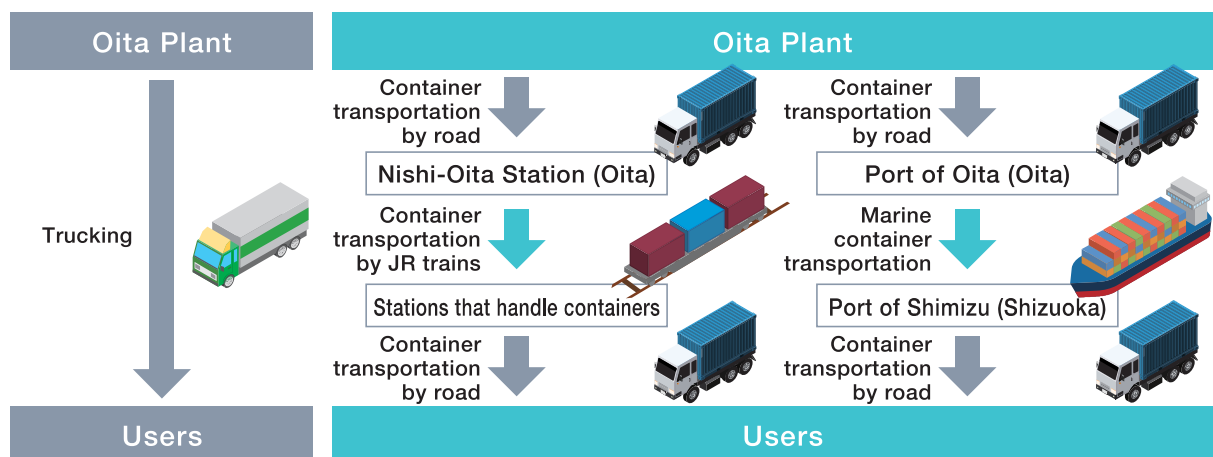 Oita Plant
Trucking
Users
Oita Plant
Container
transportation
by road
Nishi-Oita Station (Oita)
Container
transportation
by JR trains
Stations that handle containers
Container
transportation
by road
Container
transportation
by road
Port of Oita (Oita)
Marine
container
transportation
Port of Shimizu (Shizuoka)
Container
transportation
by road
Users